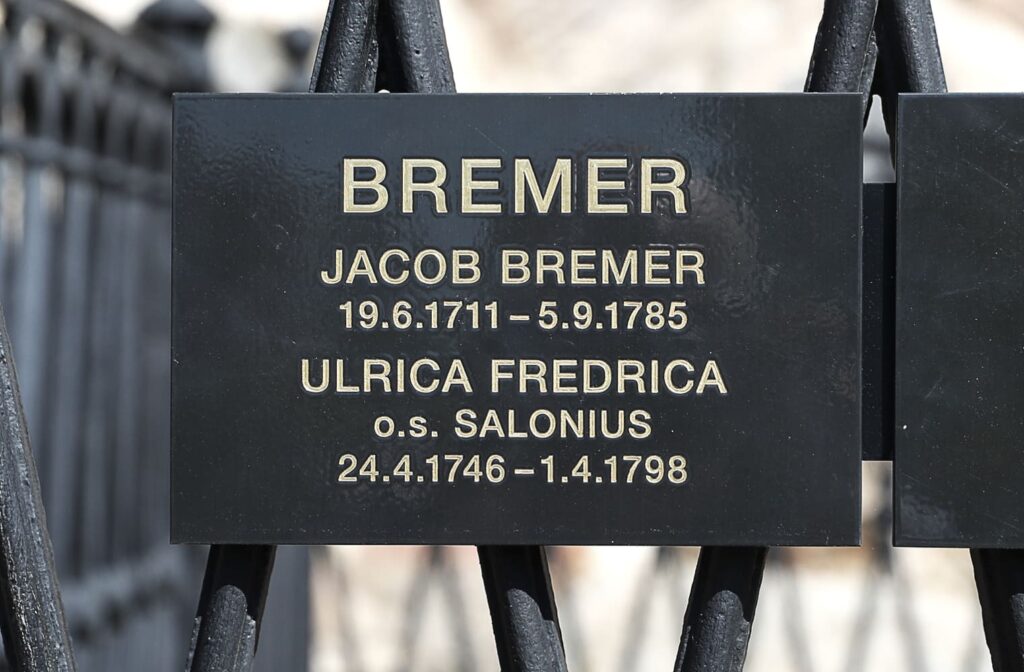 BREMER
JACOB BREMER
19.6.1711–5.9.1785
ULRICA FREDRICA
o.s. SALONIUS
24.4.1746–1.4.1798